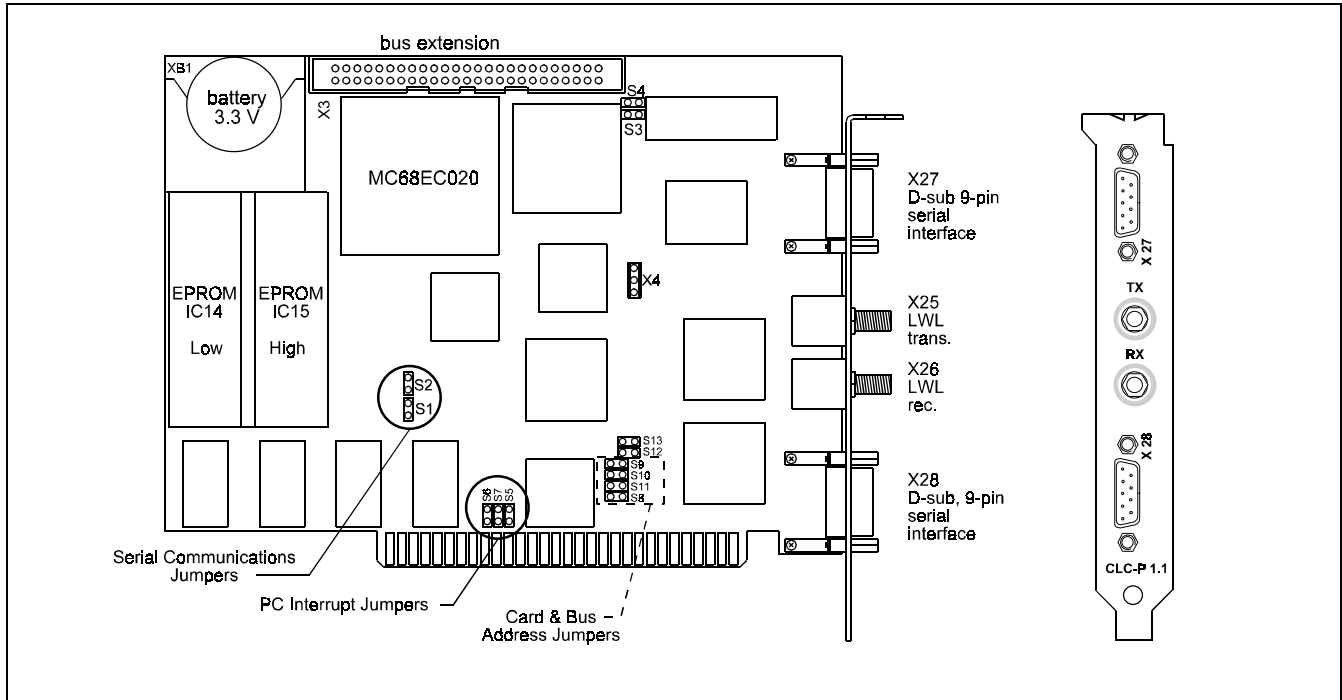 bus extension
XB1
battery
3.3 V
X3
S4
S3
MC68EC020
X27
D-sub 9-pin
serial
interface
X4
EPROM
IC14
Low
EPROM
IC15
High
X25
LWL
trans.
X26
LWL
rec.
S2
S1
S13
S12
S9
S10
S11
S8
S6
S7
S5
X28
D-sub, 9-pin
serial
interface
Serial Communications
Jumpers
PC Interrupt Jumpers
Card & Bus
Address Jumpers
X 27
TX
RX
X 28
CLC-P 1.1